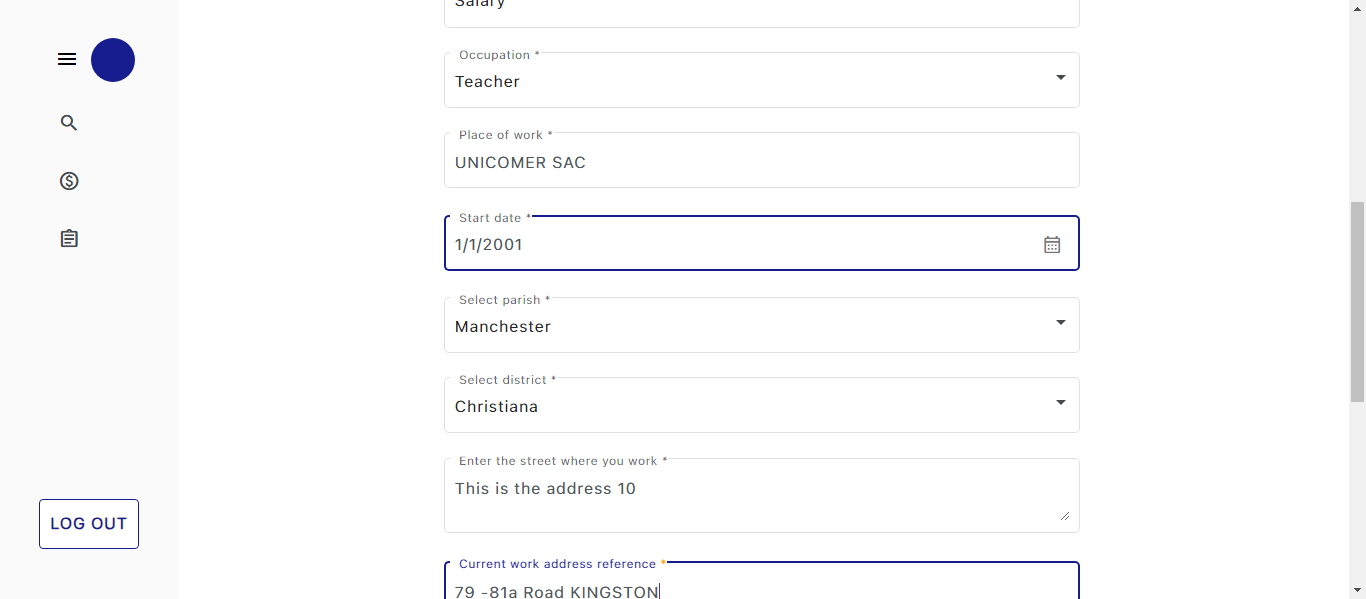 Salary
Occupation *
Teacher
Place of work *
UNICOMER SAC
Start date *
1/1/2001
Select parish *
Manchester
Select district *
Christiana
Enter the street where you work *
This is the address 10
LOG OUT
Current work address reference *
79 -81a Road KINGSTON